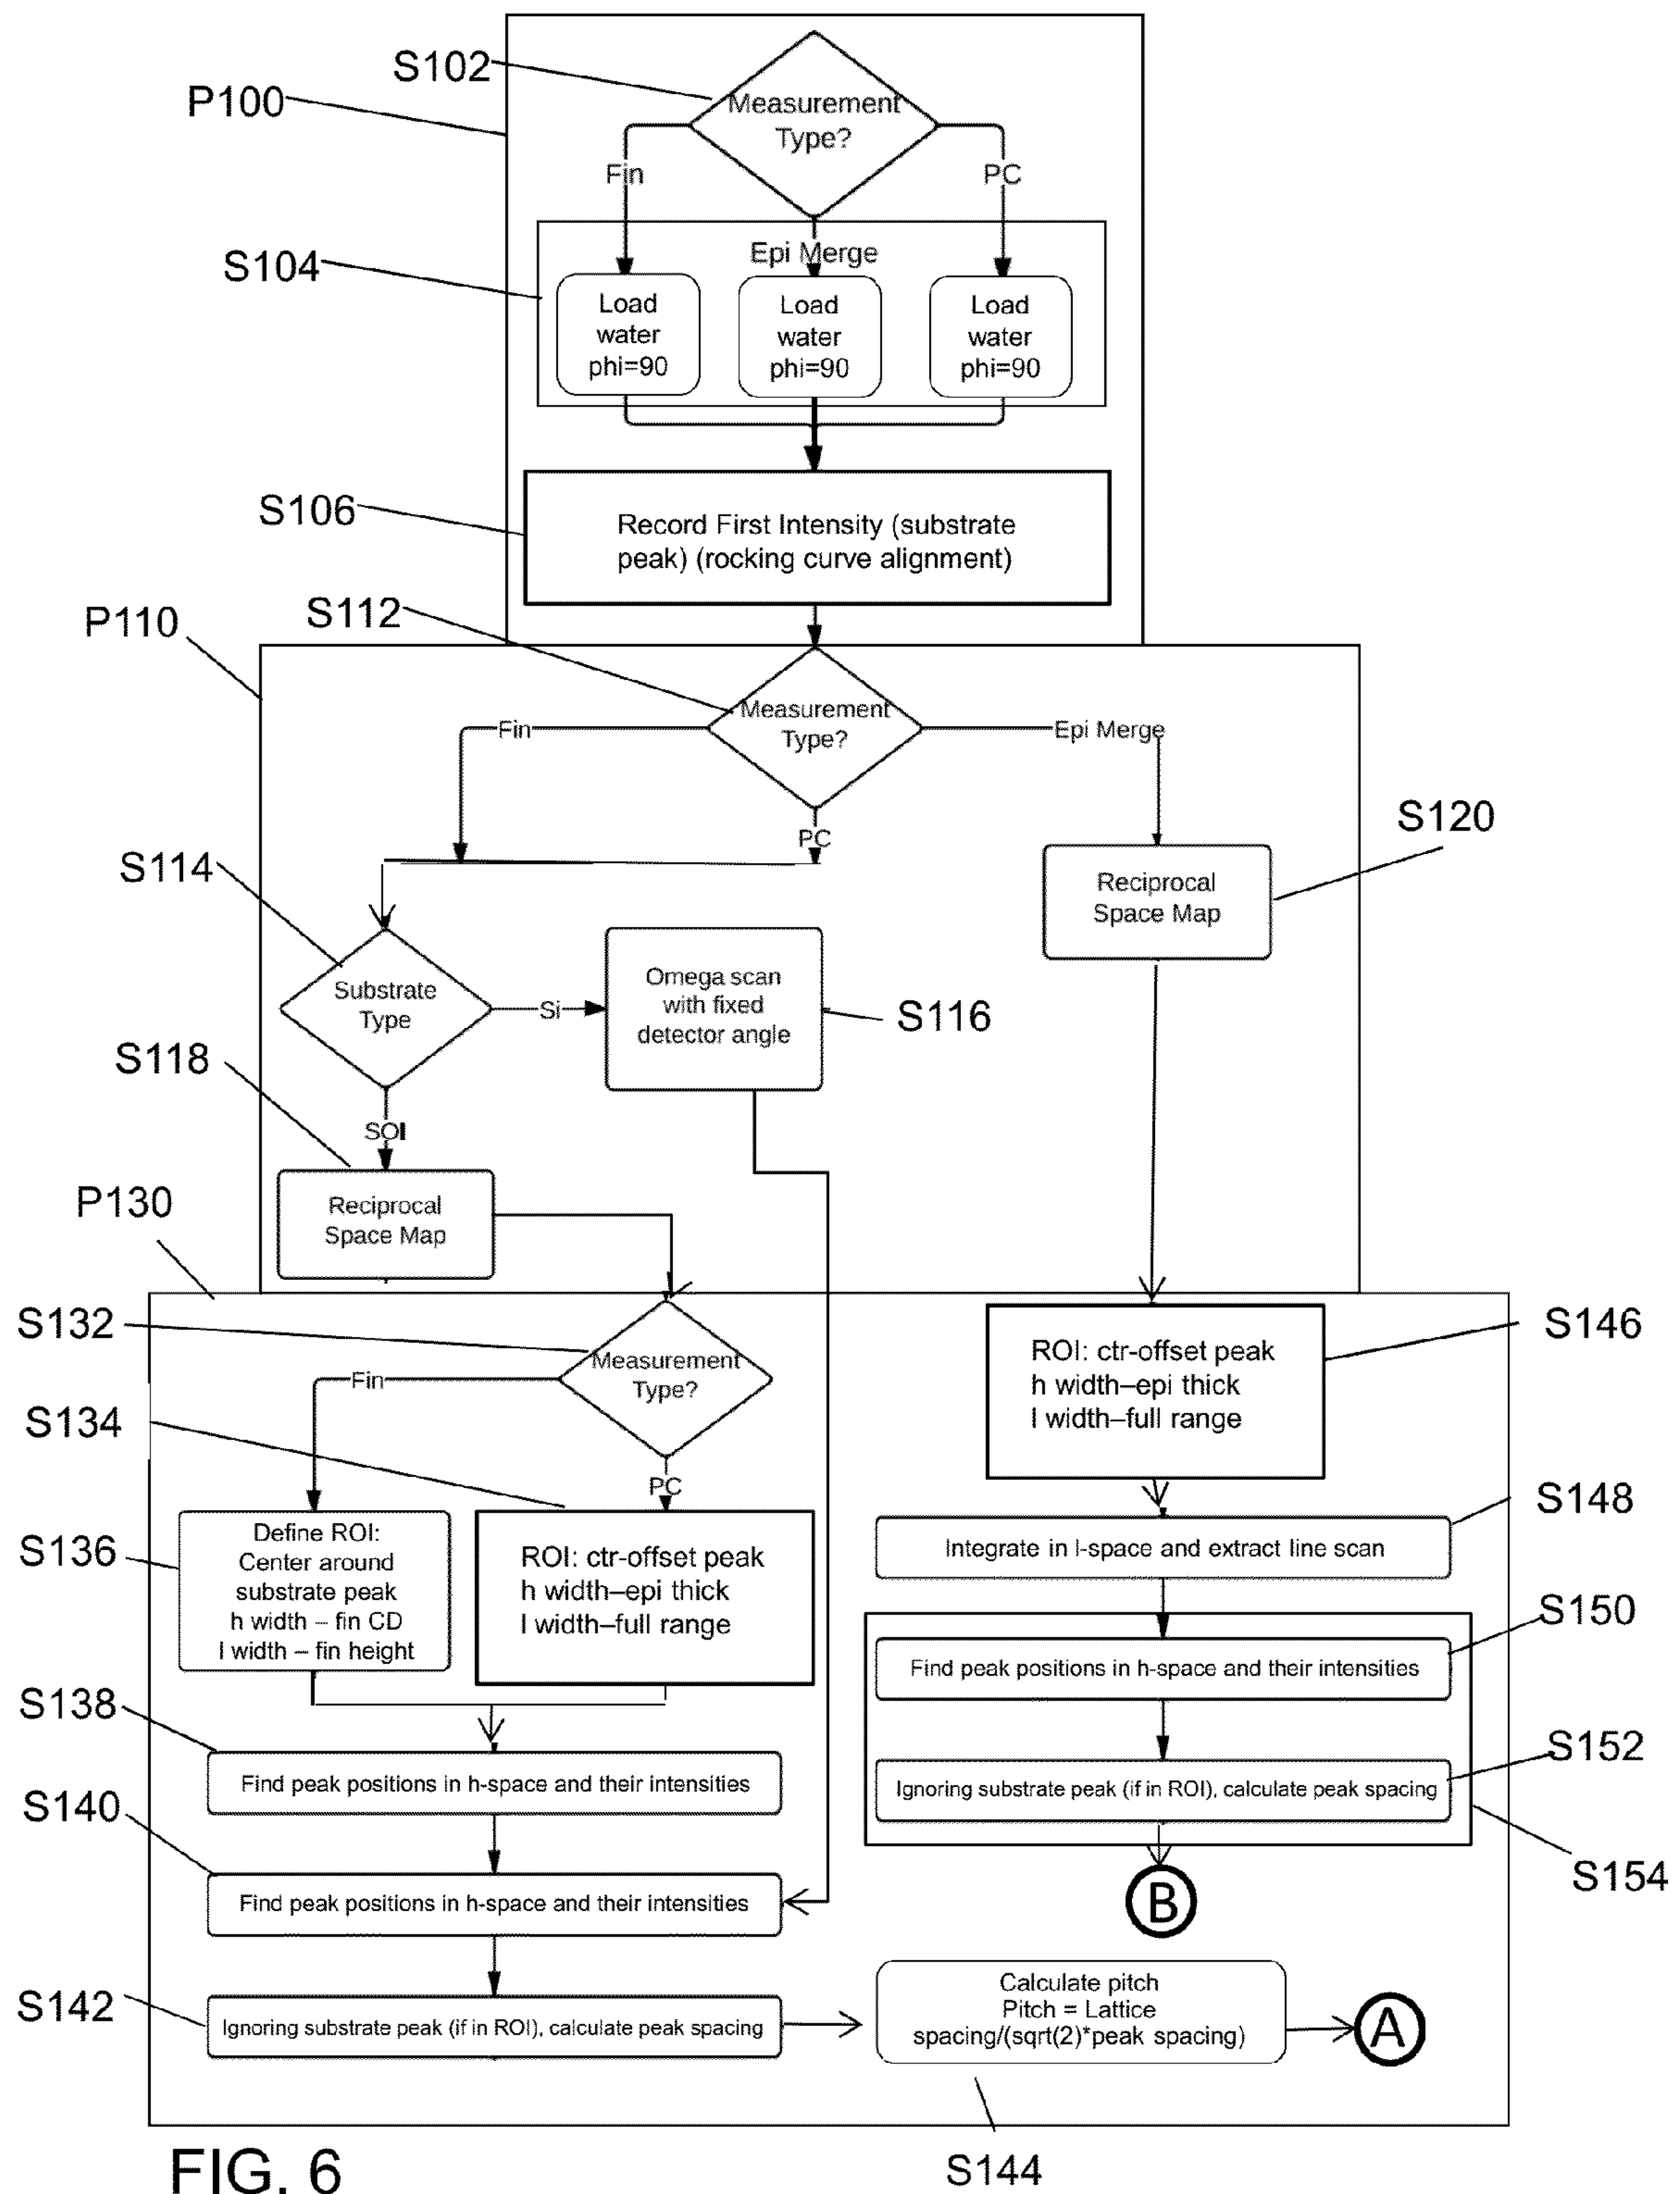 S102
P100
Measurement
Type?
Fin
PC
Epi Merge
S104
Load
water
phi=90
Load
water
phi=90
Load
water
phi=90
S106
Record First Intensity (substrate
peak) (rocking curve alignment)
S112
P110
Measurement
Type?
Fin
Epi Merge
PC
S120
Reciprocal
Space Map
S114
Substrate
Type
Si
Omega scan
with fixed
detector angle
S116
S118
SOI
Reciprocal
Space Map
P130
S132
Measurement
Type?
Fin
PC
S146
ROI: ctr-offset peak
h width–epi thick
l width–full range
S134
S136
Define ROI:
Center around
substrate peak
h width – fin CD
l width – fin height
ROI: ctr-offset peak
h width–epi thick
l width–full range
S148
Integrate in l-space and extract line scan
S150
Find peak positions in h-space and their intensities
S138
Find peak positions in h-space and their intensities
S152
Ignoring substrate peak (if in ROI), calculate peak spacing
S154
B
S140
Find peak positions in h-space and their intensities
S142
Ignoring substrate peak (if in ROI), calculate peak spacing
Calculate pitch
Pitch = Lattice
spacing/(sqrt(2)*peak spacing)
A
S144
FIG. 6